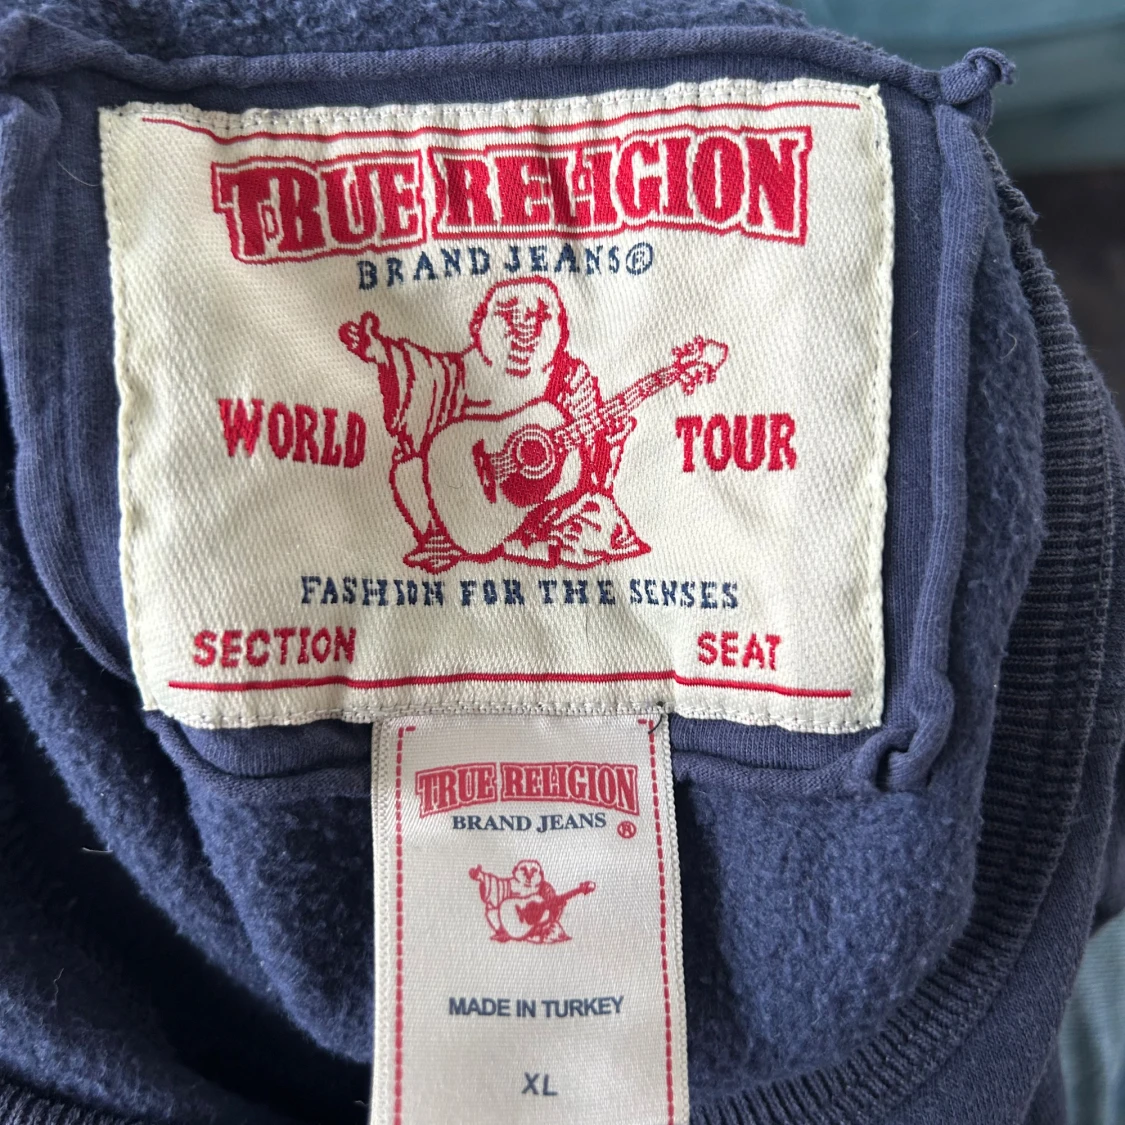 TRUE RELIGION
BRAND JEANS®
WORLD TOUR
FASHION FOR THE SENSES
SECTION SEAT
TRUE RELIGION
BRAND JEANS ®
MADE IN TURKEY
XL